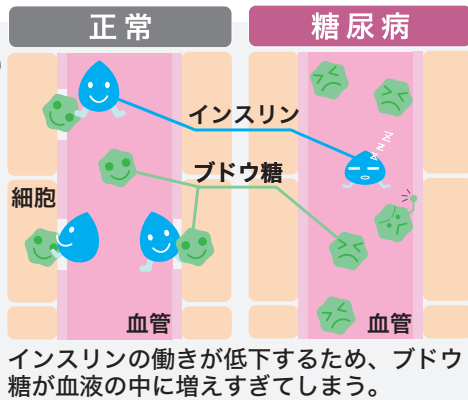 正常
糖尿病
インスリン
zzzz
ブドウ糖
細胞
血管
血管
インスリンの働きが低下するため、ブドウ
糖が血液の中に増えすぎてしまう。